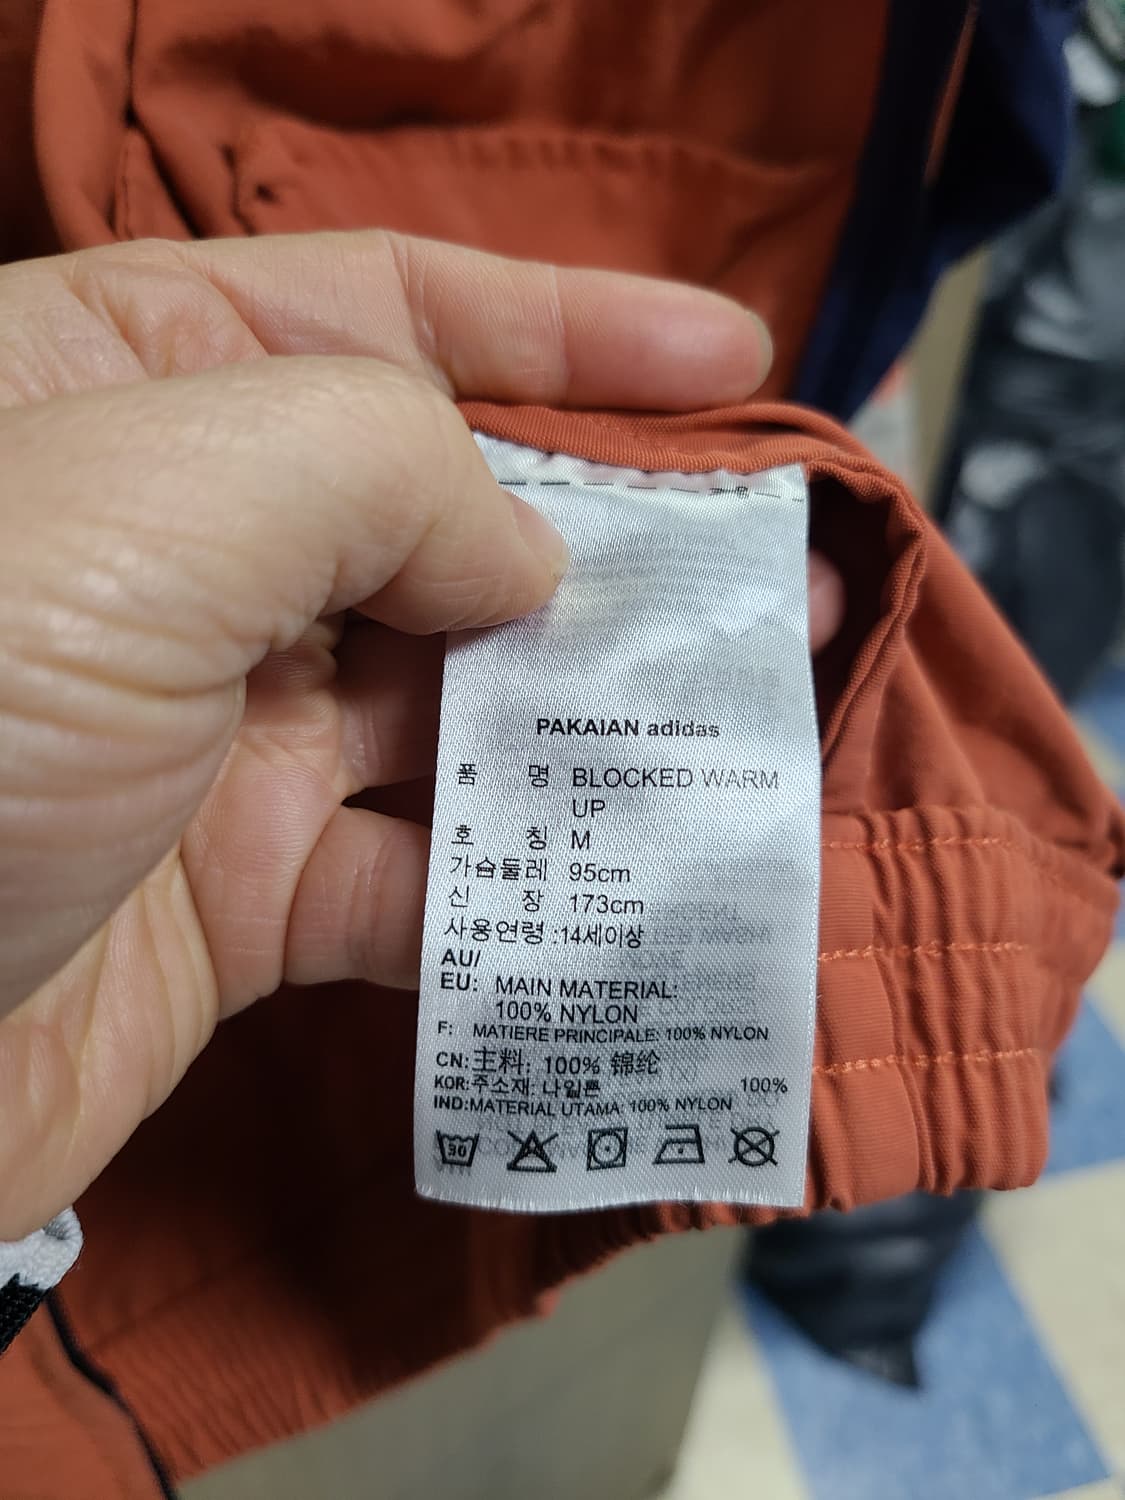 PAKAIAN adidas
품 명 BLOCKED WARM
UP
호 칭 M
가슴둘레 95cm
신 장 173cm
사용연령 :14세이상
AU/
EU: MAIN MATERIAL:
100% NYLON
F: MATIERE PRINCIPALE: 100% NYLON
CN:主料: 100% 锦纶
KOR:주소재: 나일론 100%
IND:MATERIAL UTAMA: 100% NYLON
30